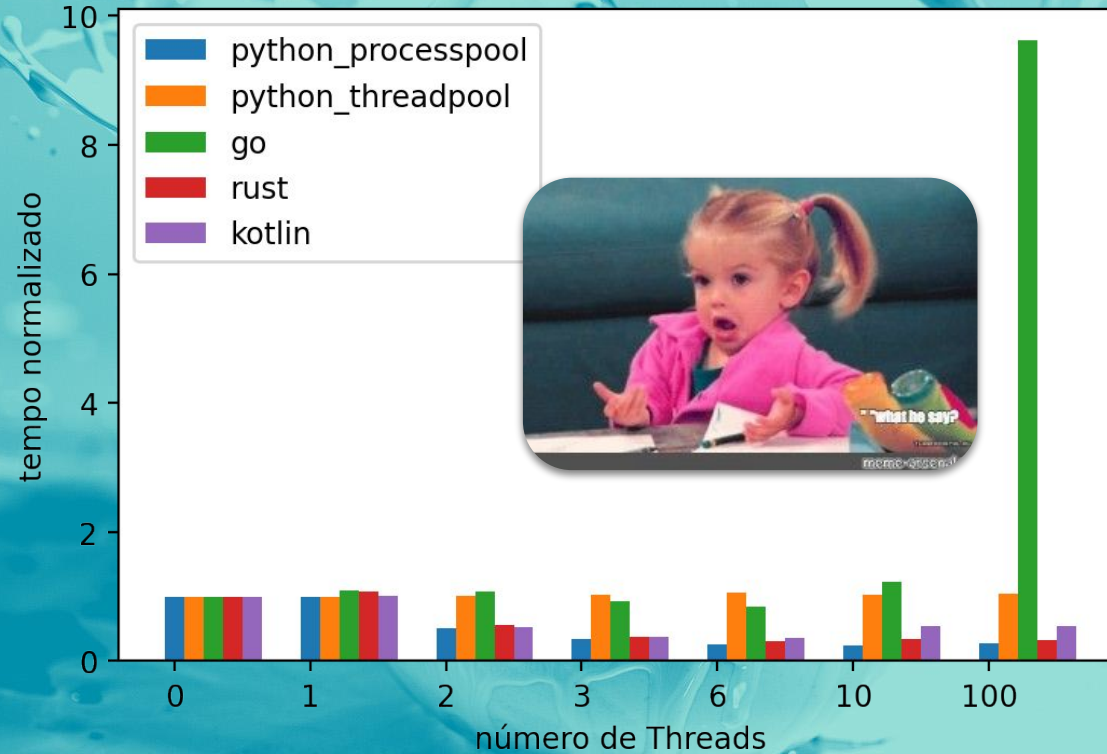 10
python_processpool
python_threadpool
8
go
rust
kotlin
6
tempo normalizado
4
" "what he say?
2
0
0 1 2 3 6 10 100
número de Threads